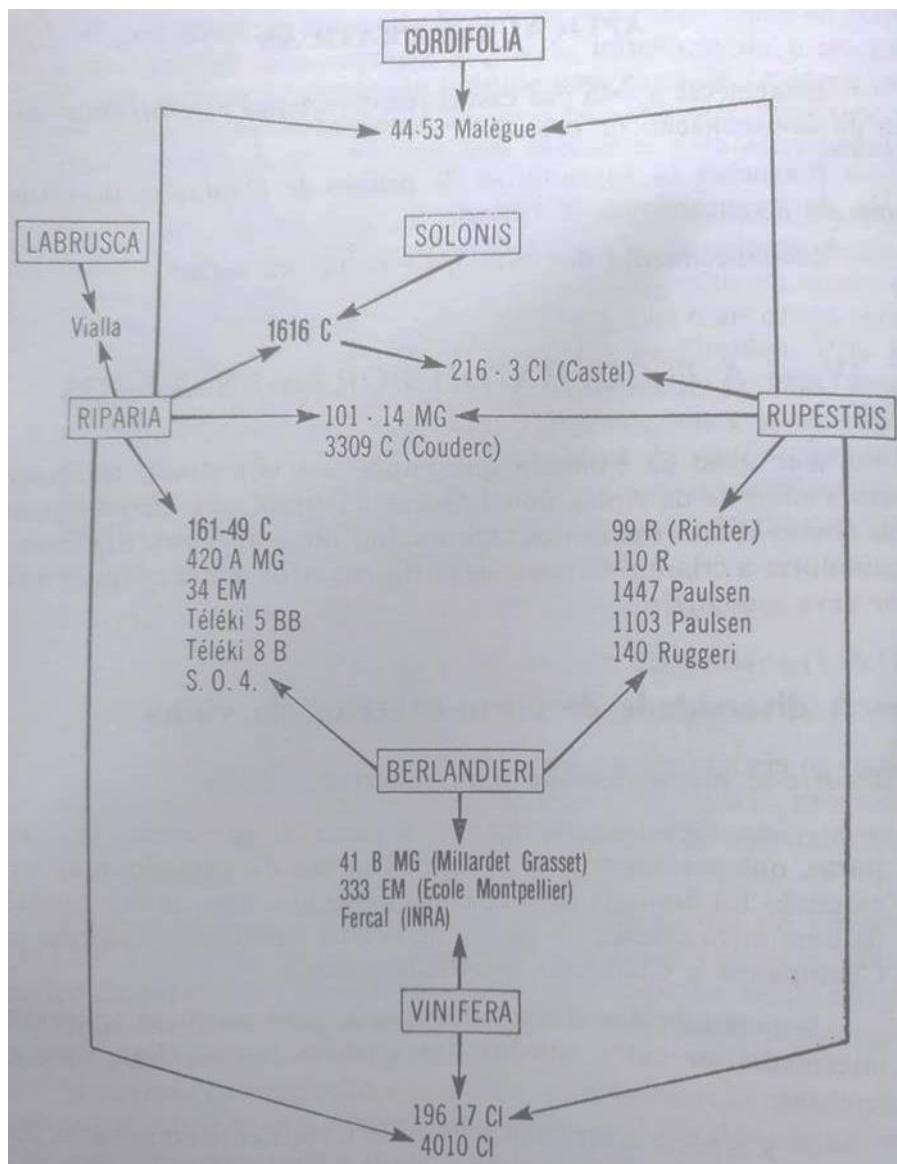 CORDIFOLIA
44-53 Malègue
LABRUSCA
SOLONIS
Vialla
1616 C
216 - 3 Cl (Castel)
RIPARIA
101 - 14 MG
3309 C (Couderc)
RUPESTRIS
161-49 C
420 A MG
34 EM
Téléki 5 BB
Téléki 8 B
S. O. 4.
99 R (Richter)
110 R
1447 Paulsen
1103 Paulsen
140 Ruggeri
BERLANDIERI
41 B MG (Millardet Grasset)
333 EM (Ecole Montpellier)
Fercal (INRA)
VINIFERA
196 17 Cl
4010 Cl